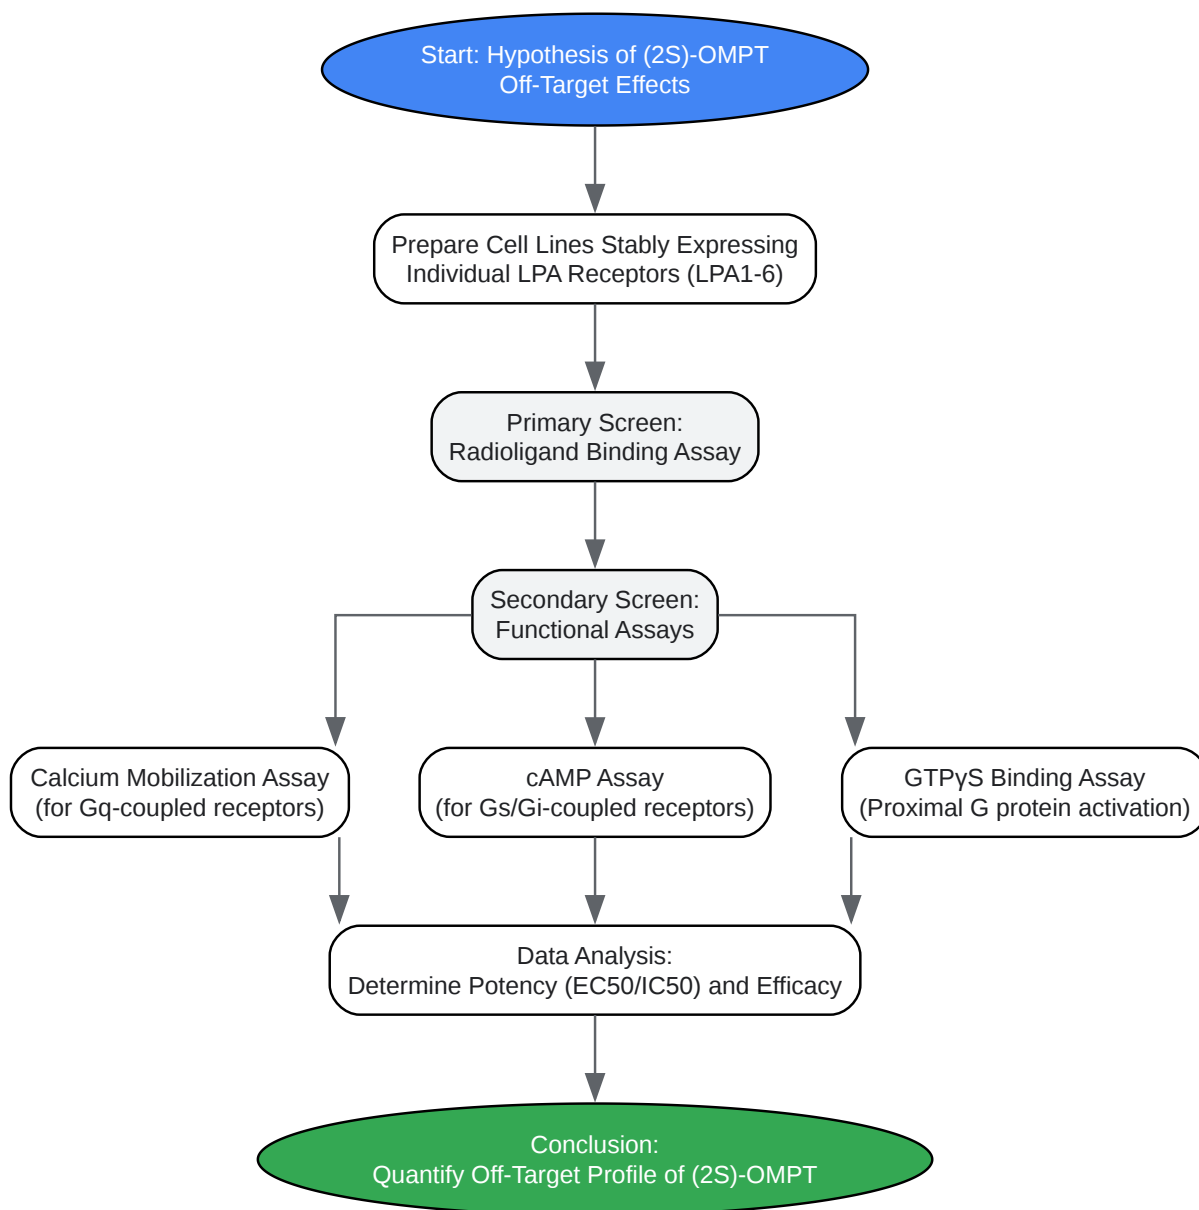 Start: Hypothesis of (2S)-OMPT
Off-Target Effects
Prepare Cell Lines Stably Expressing
Individual LPA Receptors (LPA1-6)
Primary Screen:
Radioligand Binding Assay
Secondary Screen:
Functional Assays
Calcium Mobilization Assay
(for Gq-coupled receptors)
cAMP Assay
(for Gs/Gi-coupled receptors)
GTPγS Binding Assay
(Proximal G protein activation)
Data Analysis:
Determine Potency (EC50/IC50) and Efficacy
Conclusion:
Quantify Off-Target Profile of (2S)-OMPT